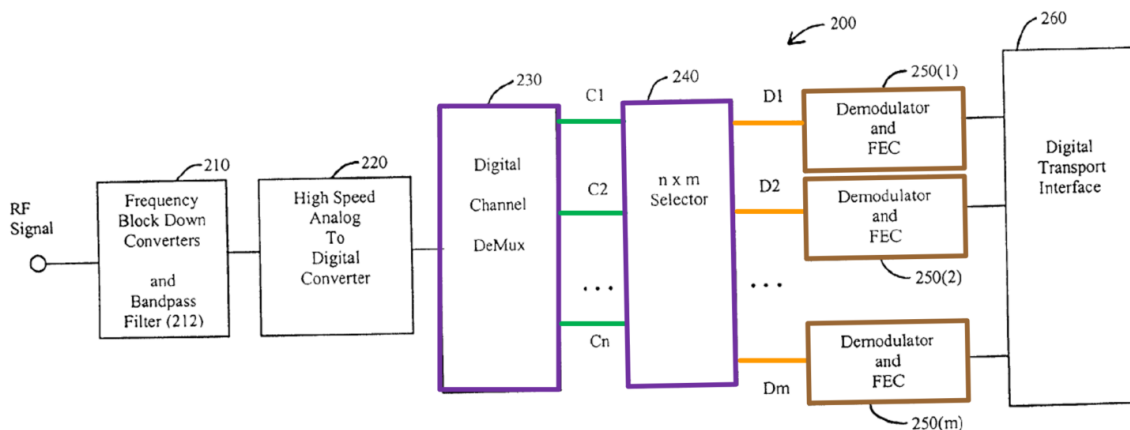 200
260
230
240
250(1)
C1
D1
Demodulator
and
FEC
210
220
Digital
Channel
DeMux
n x m
Selector
Digital
Transport
Interface
RF
Signal
Frequency
Block Down
Converters
and
Bandpass
Filter (212)
High Speed
Analog
To
Digital
Converter
C2
D2
Demodulator
and
FEC
250(2)
...
...
Cn
Dm
Demodulator
and
FEC
250(m)